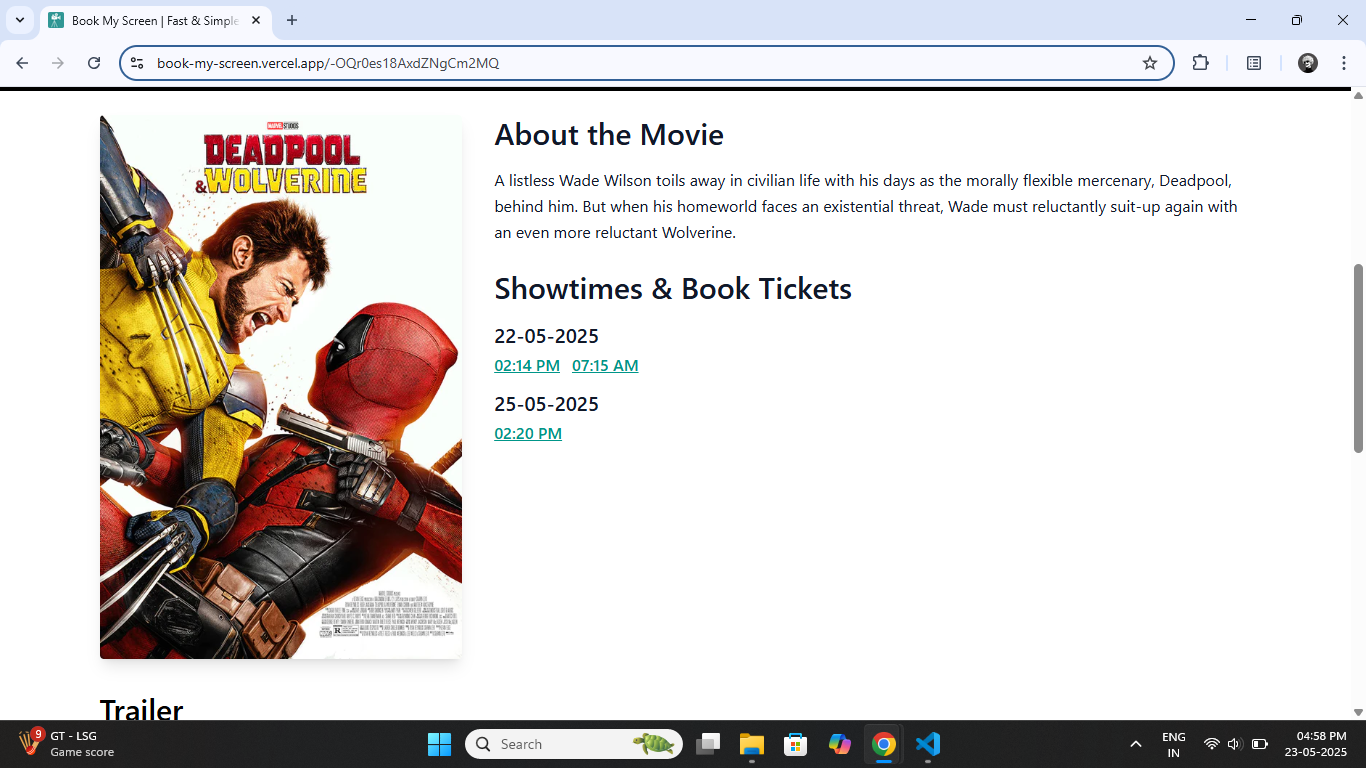 Book My Screen | Fast & Simple
book-my-screen.vercel.app/-OQr0es18AxdZNgCm2MQ
MARVEL STUDIOS
DEADPOOL
& WOLVERINE
R
About the Movie
A listless Wade Wilson toils away in civilian life with his days as the morally flexible mercenary, Deadpool,
behind him. But when his homeworld faces an existential threat, Wade must reluctantly suit-up again with
an even more reluctant Wolverine.
Showtimes & Book Tickets
22-05-2025
02:14 PM 07:15 AM
25-05-2025
02:20 PM
Trailer
9
GT - LSG
Game score
Search
ENG
IN
04:58 PM
23-05-2025